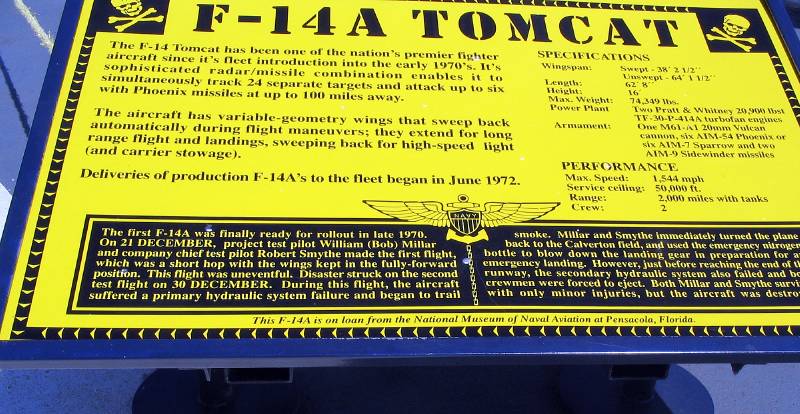 F-14A TOMCAT
The F-14 Tomcat has been one of the nation's premier fighter
aircraft since it's fleet introduction into the early 1970's. It's
sophisticated radar/missile combination enables it to
simultaneously track 24 separate targets and attack up to six
with Phoenix missiles at up to 100 miles away.
The aircraft has variable-geometry wings that sweep back
automatically during flight maneuvers; they extend for long
range flight and landings, sweeping back for high-speed light
(and carrier stowage).
Deliveries of production F-14A's to the fleet began in June 1972.
SPECIFICATIONS
Wingspan: Swept - 38' 2 1/2"
Unswept - 64' 1 1/2"
Length: 62' 8"
Height: 16'
Max. Weight: 74,349 lbs.
Power Plant Two Pratt & Whitney 20,900 lbst
TF-30-P-414A turbofan engines
Armament: One M61-A1 20mm Vulcan
cannon, six AIM-54 Phoenix or
six AIM-7 Sparrow and two
AIM-9 Sidewinder missiles
PERFORMANCE
Max. Speed: 1,544 mph
Service ceiling: 50,000 ft.
Range: 2,000 miles with tanks
Crew: 2
NAVY
The first F-14A was finally ready for rollout in late 1970.
On 21 DECEMBER, project test pilot William (Bob) Millar
and company chief test pilot Robert Smythe made the first flight,
which was a short hop with the wings kept in the fully-forward
position. This flight was uneventful. Disaster struck on the second
test flight on 30 DECEMBER. During this flight, the aircraft
suffered a primary hydraulic system failure and began to trail
smoke. Millar and Smythe immediately turned the plane
back to the Calverton field, and used the emergency nitrogen
bottle to blow down the landing gear in preparation for a
emergency landing. However, just before reaching the end of th
runway, the secondary hydraulic system also failed and bo
crewmen were forced to eject. Both Millar and Smythe survi
with only minor injuries, but the aircraft was destro
This F-14A is on loan from the National Museum of Naval Aviation at Pensacola, Florida.